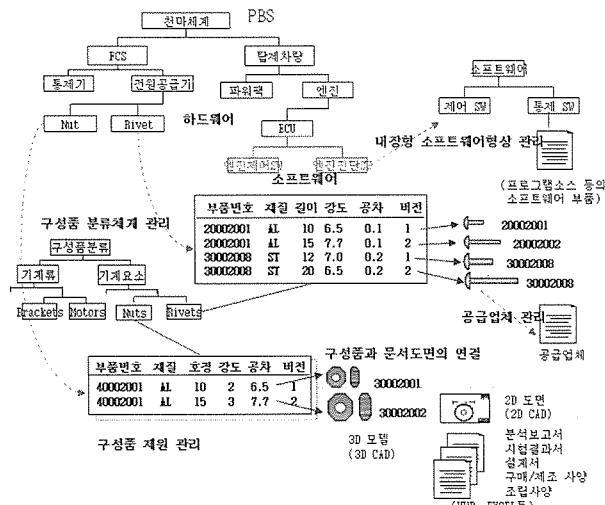 천마체계 PBS
FCS 탑재차량
통제기 전원공급기 파워팩 엔진
Nut Rivet 하드웨어 ECU
소프트웨어
소프트웨어
제어 SW 통제 SW
내장형 소프트웨어형상 관리
(프로그램소스 등의
소프트웨어 부품)
부품번호 재질 길이 강도 공차 버전
20002001 AL 10 6.5 0.1 1
20002001 AL 15 7.2 0.1 2
30002008 ST 12 7.0 0.2 1
30002008 ST 20 6.5 0.2 2
20002001
20002002
30002008
30002008
구성품 분류체계 관리
구성품분류
기계류 기계요소
Brackets Motors Nuts Rivets
공급업체 관리
공급업체
구성품과 문서도면의 연결
부품번호 재질 호경 강도 공차 버전
40002001 AL 10 2 6.5 1
40002001 AL 15 3 7.7 2
30002001
30002002
구성품 재원 관리
3D 모델
(3D CAD)
2D 도면
(2D CAD)
분석보고서
시험결과서
설계서
구매/제조 사양
조립사양